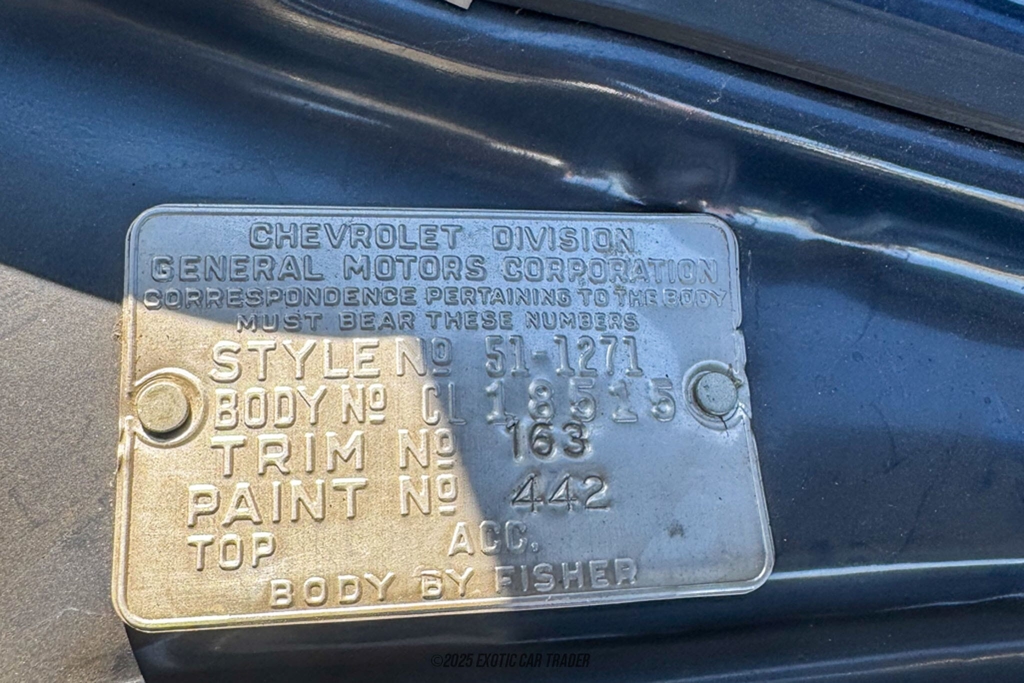 CHEVROLET DIVISION
GENERAL MOTORS CORPORATION
CORRESPONDENCE PERTAINING TO THE BODY
MUST BEAR THESE NUMBERS
STYLE Nº 51-1271
BODY Nº CL 18515
TRIM Nº 163
PAINT Nº 442
TOP ACC.
BODY BY FISHER
©2025 EXOTIC CAR TRADER